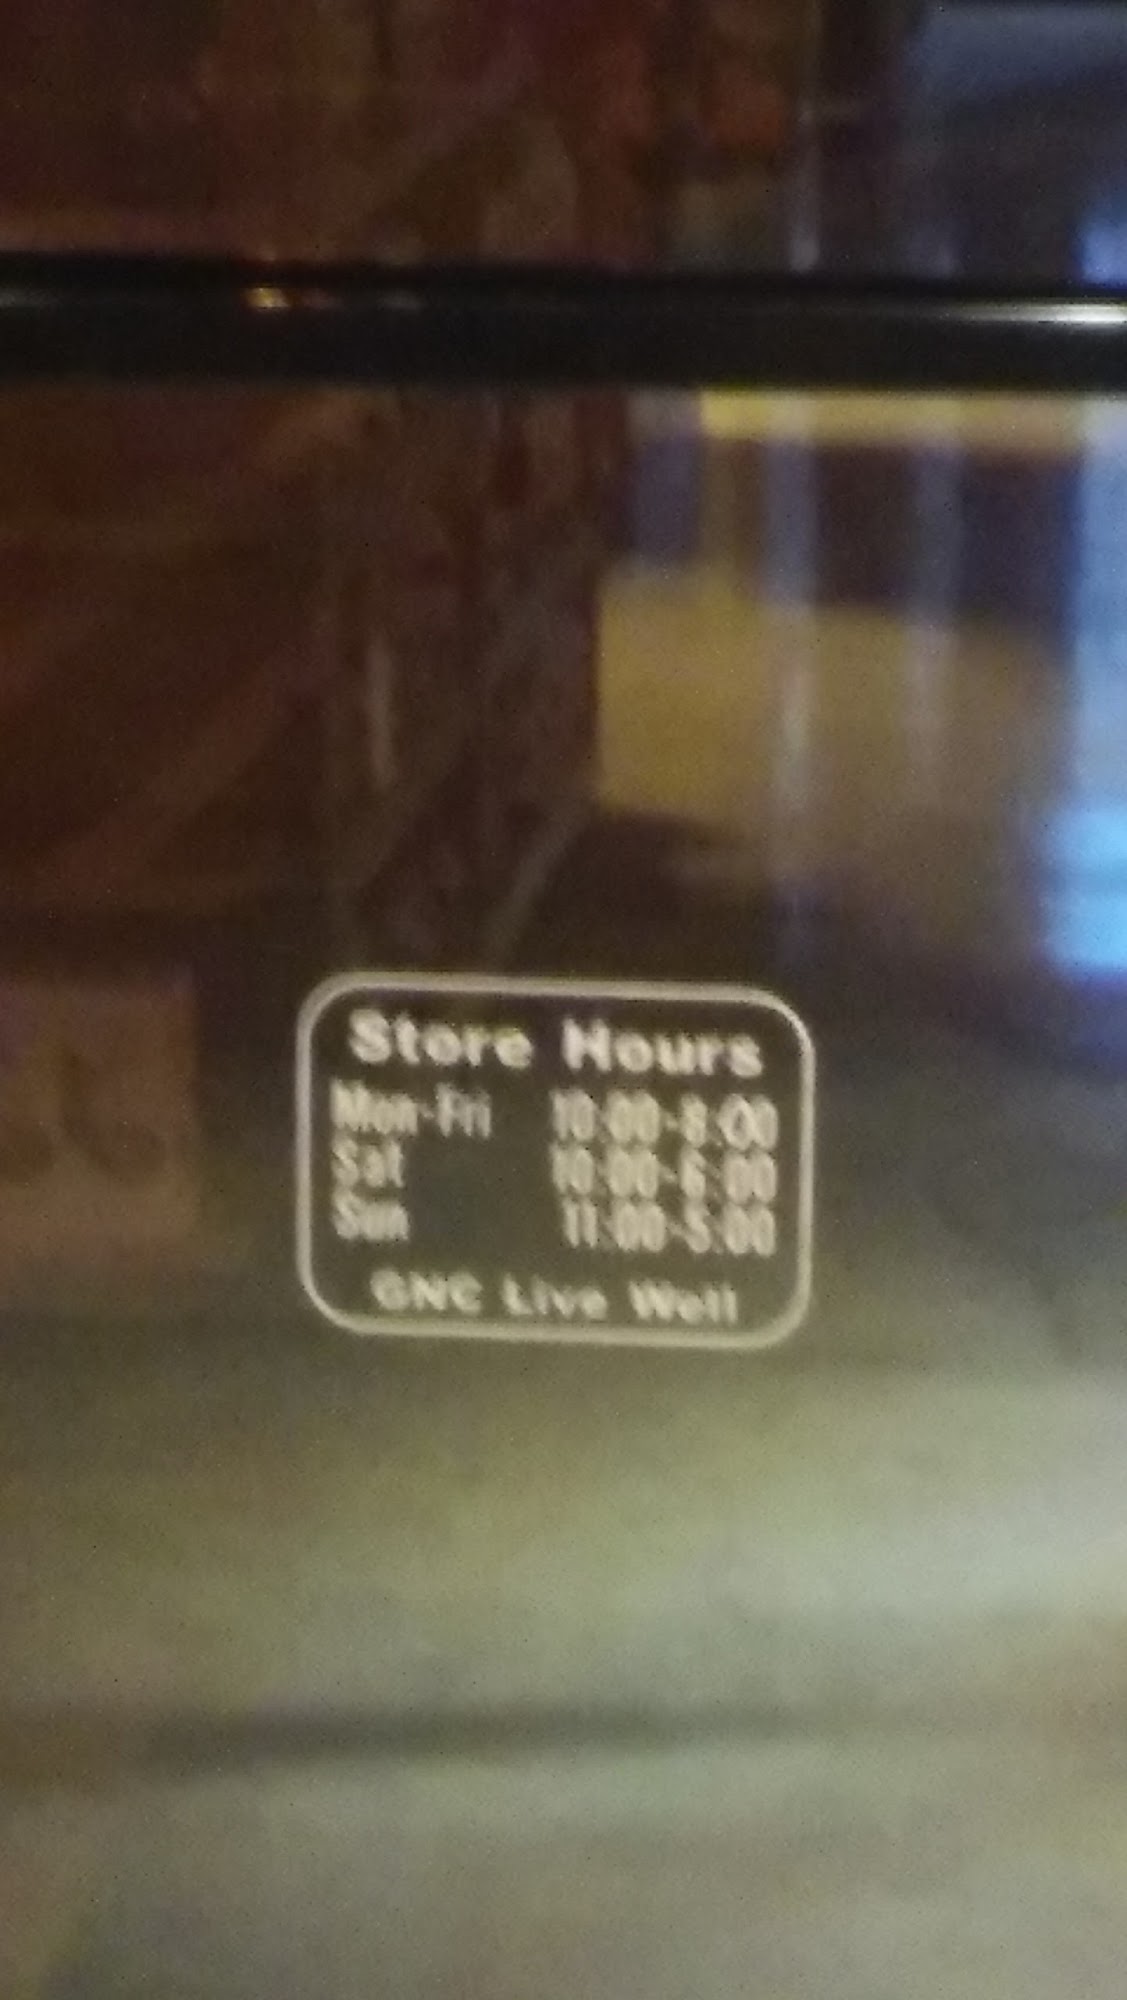 Store Hours
Mon-Fri 10:00-8:00
Sat 10:00-6:00
Sun 11:00-5:00
GNC Live Well